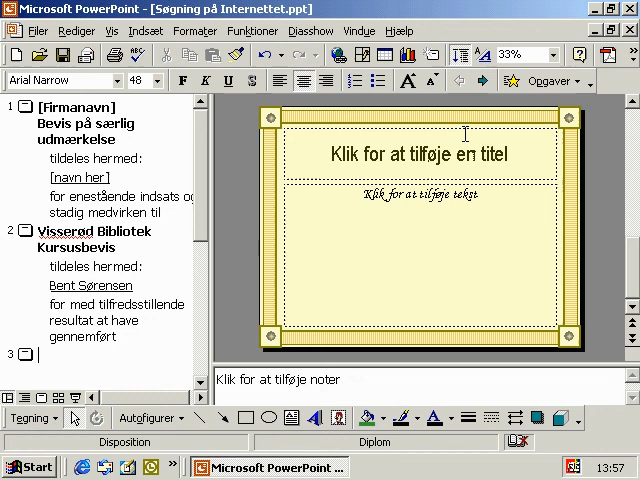 Microsoft PowerPoint - [Søgning på Internettet.ppt]
Filer Rediger Vis Indsæt Formater Funktioner Diasshow Vindue Hjælp
33%
Arial Narrow 48 F K U S A A Opgaver
1 [Firmanavn]
Bevis på særlig
udmærkelse
tildeles hermed:
[navn her]
for enestående indsats og
stadig medvirken til
2 Visserød Bibliotek
Kursusbevis
tildeles hermed:
Bent Sørensen
for med tilfredsstillende
resultat at have
gennemført
3
Klik for at tilføje en titel
Klik for at tilføje tekst
Klik for at tilføje noter
Tegning Autofigurer
Disposition Diplom
Start Microsoft PowerPoint ... 13:57